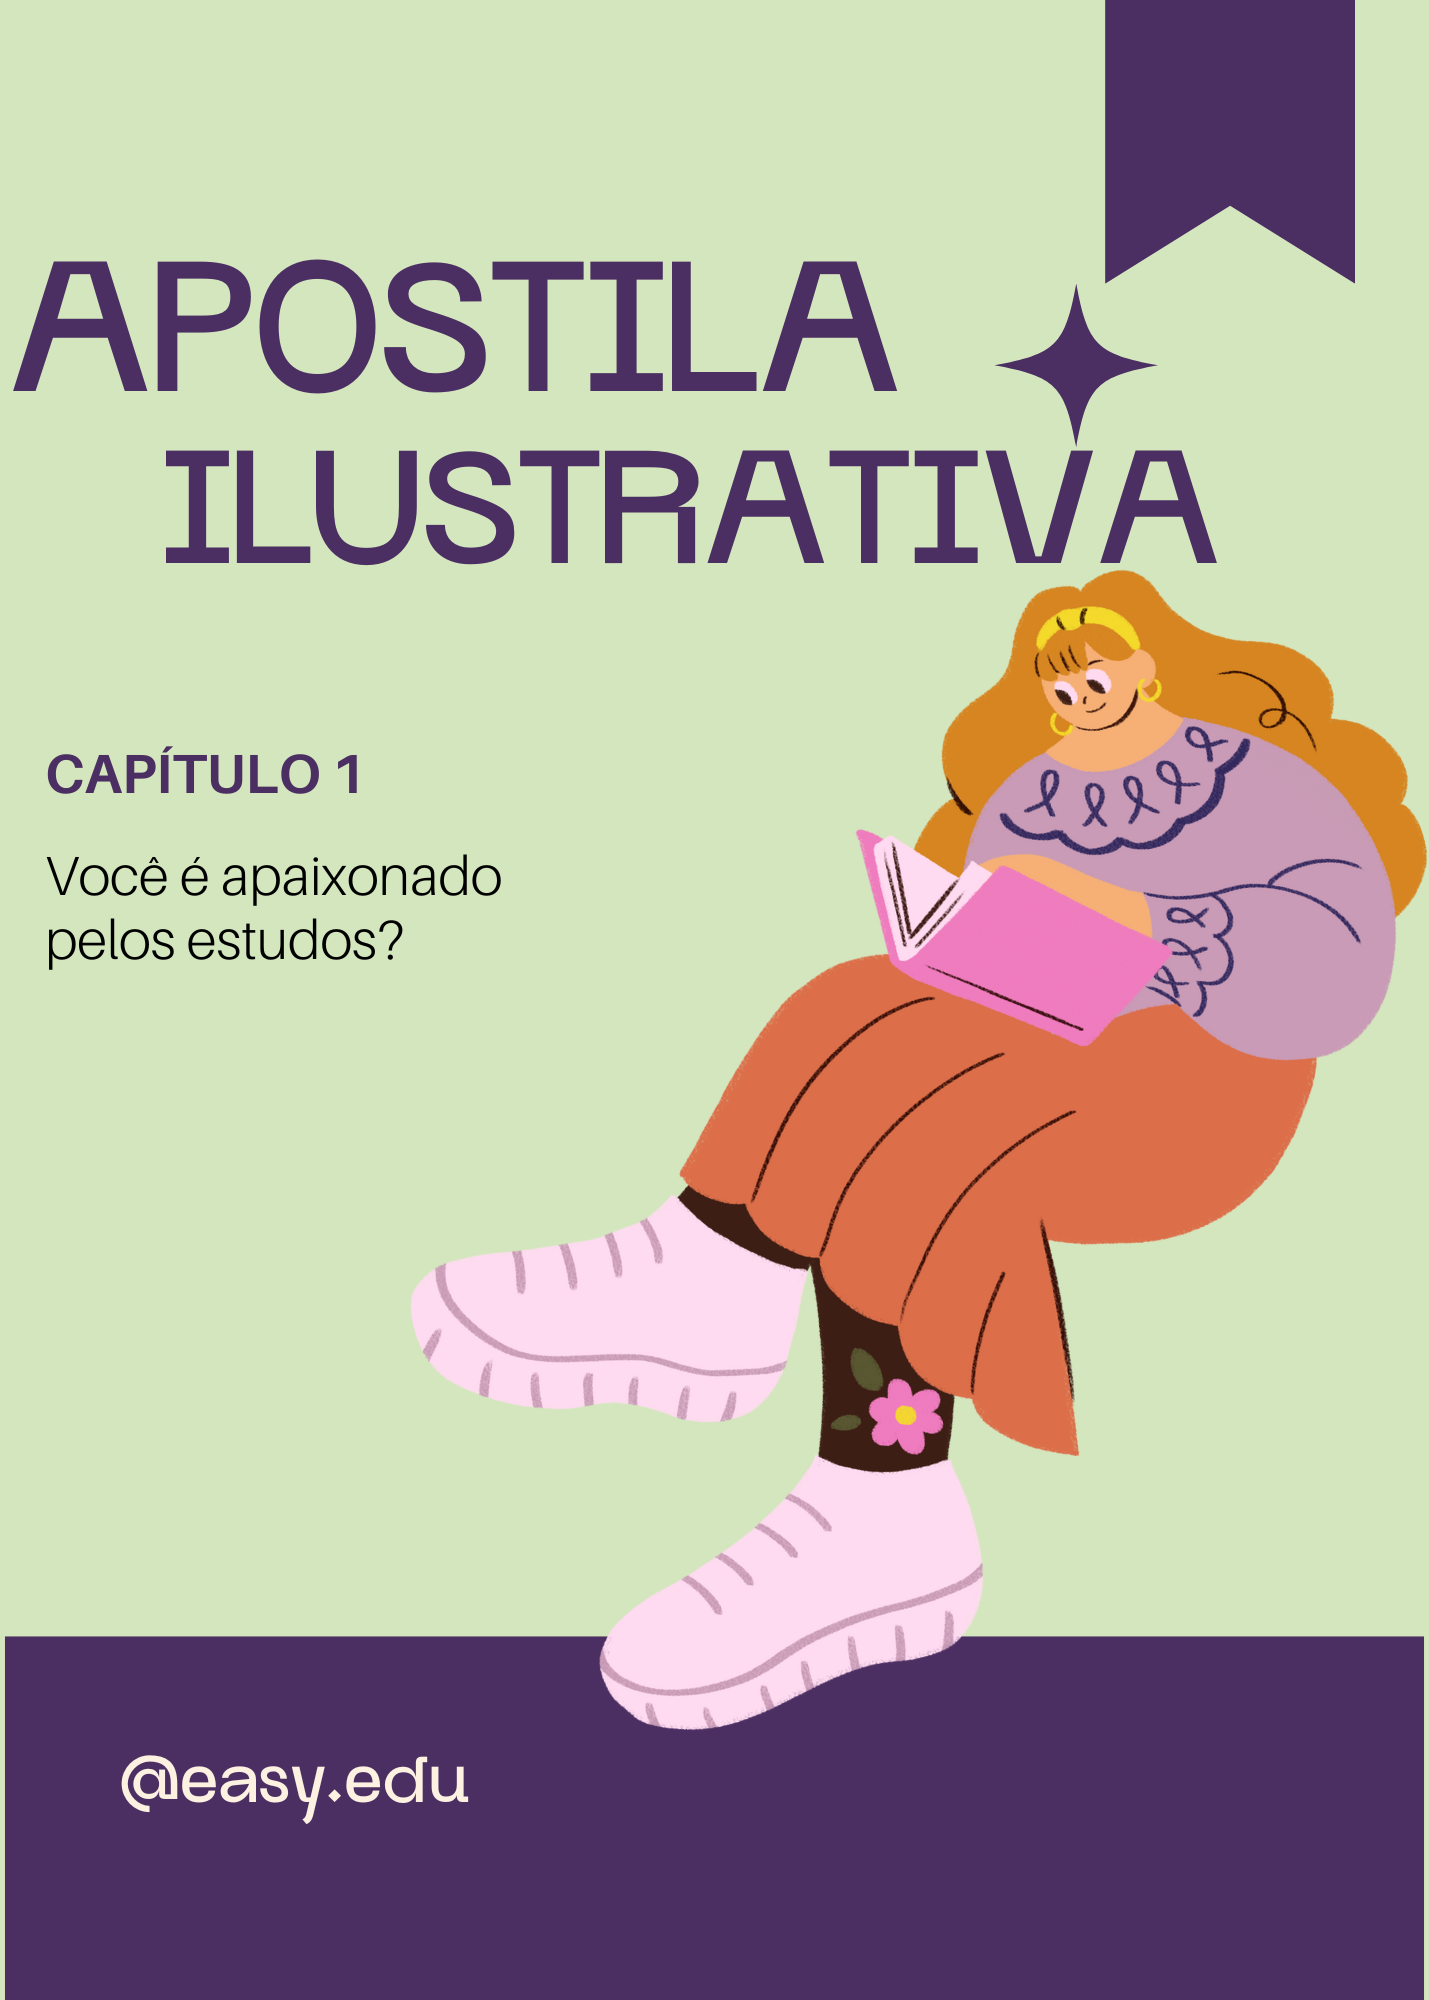 APOSTILA
ILUSTRATIVA
CAPÍTULO 1
Você é apaixonado
pelos estudos?
@easy.edu